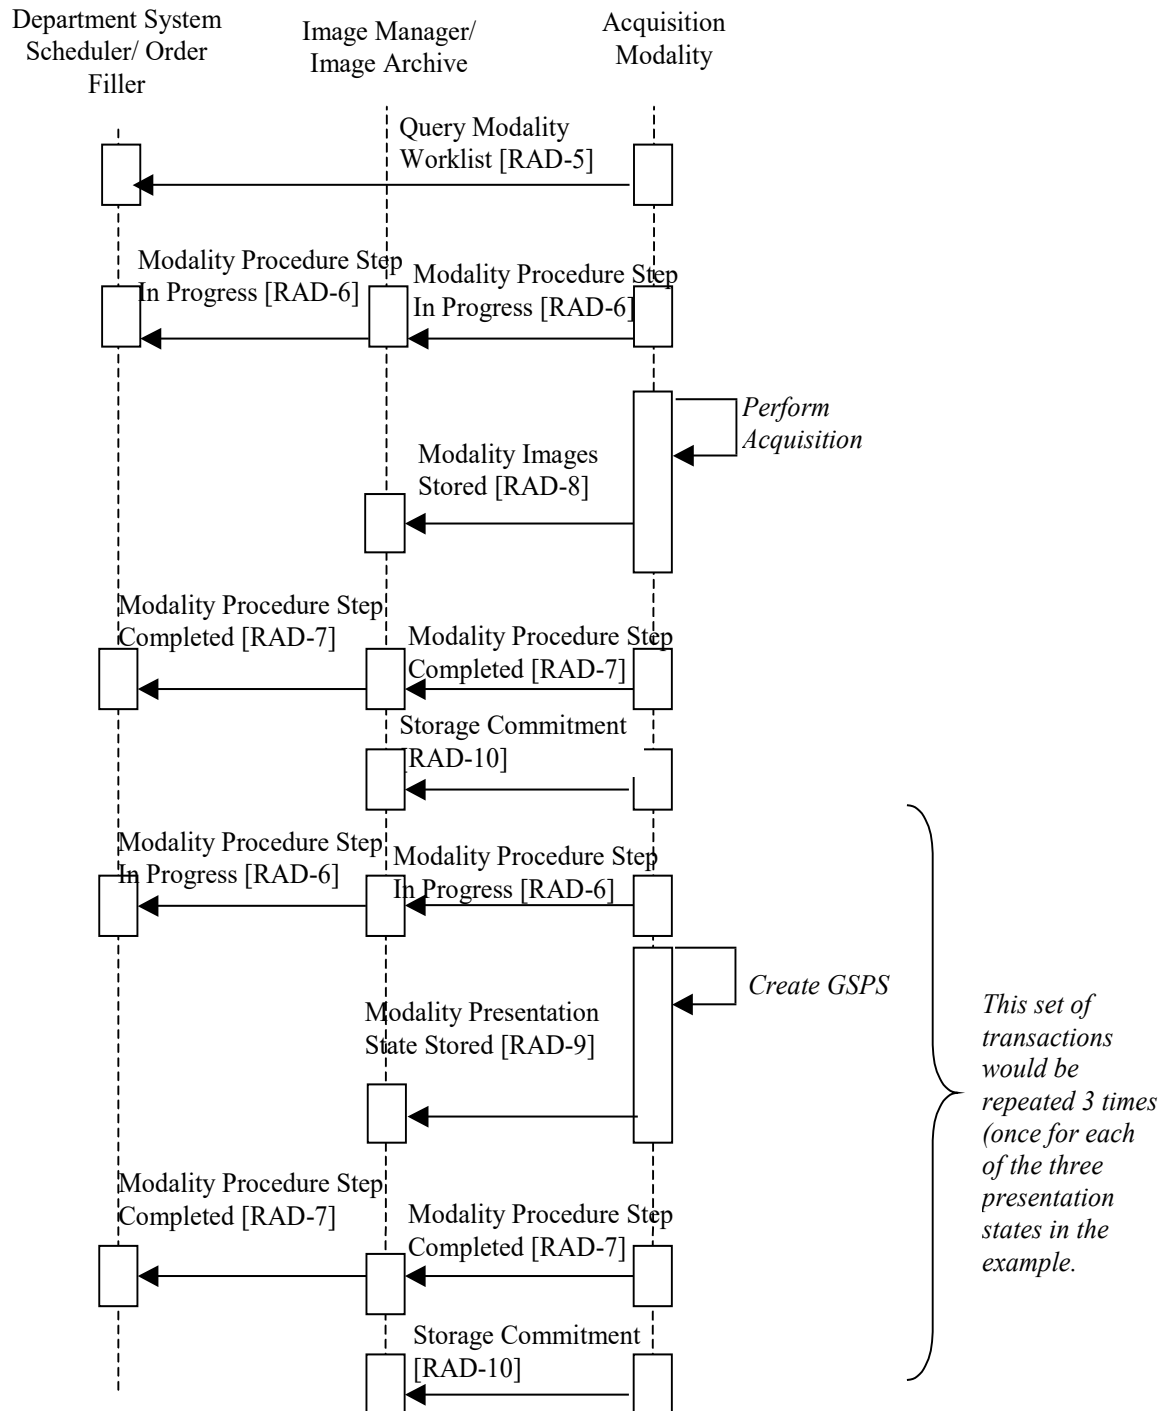 Department System
Scheduler/ Order
Filler
Image Manager/
Image Archive
Acquisition
Modality
Query Modality
Worklist [RAD-5]
Modality Procedure Step
In Progress [RAD-6]
Modality Procedure Step
In Progress [RAD-6]
Perform
Acquisition
Modality Images
Stored [RAD-8]
Modality Procedure Step
Completed [RAD-7]
Modality Procedure Step
Completed [RAD-7]
Storage Commitment
[RAD-10]
Modality Procedure Step
In Progress [RAD-6]
Modality Procedure Step
In Progress [RAD-6]
Create GSPS
Modality Presentation
State Stored [RAD-9]
This set of
transactions
would be
repeated 3 times
(once for each
of the three
presentation
states in the
example.
Modality Procedure Step
Completed [RAD-7]
Modality Procedure Step
Completed [RAD-7]
Storage Commitment
[RAD-10]